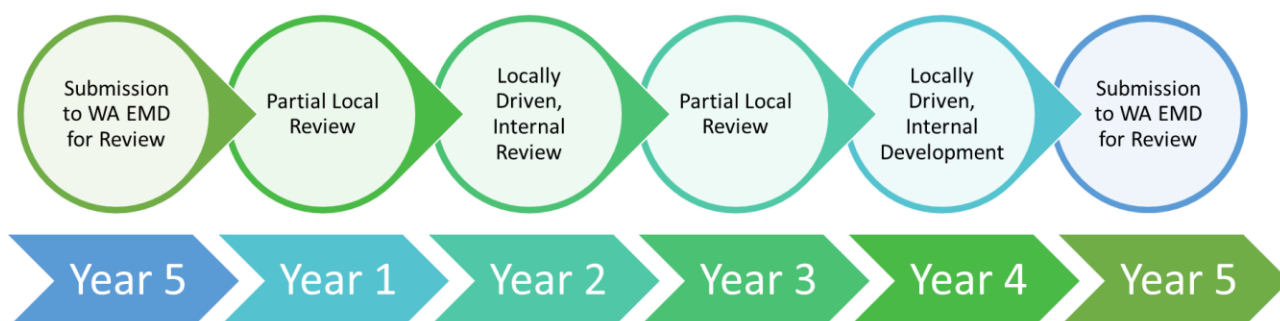 Submission
to WA EMD
for Review
Partial Local
Review
Locally
Driven,
Internal
Review
Partial Local
Review
Locally
Driven,
Internal
Development
Submission
to WA EMD
for Review
Year 5
Year 1
Year 2
Year 3
Year 4
Year 5